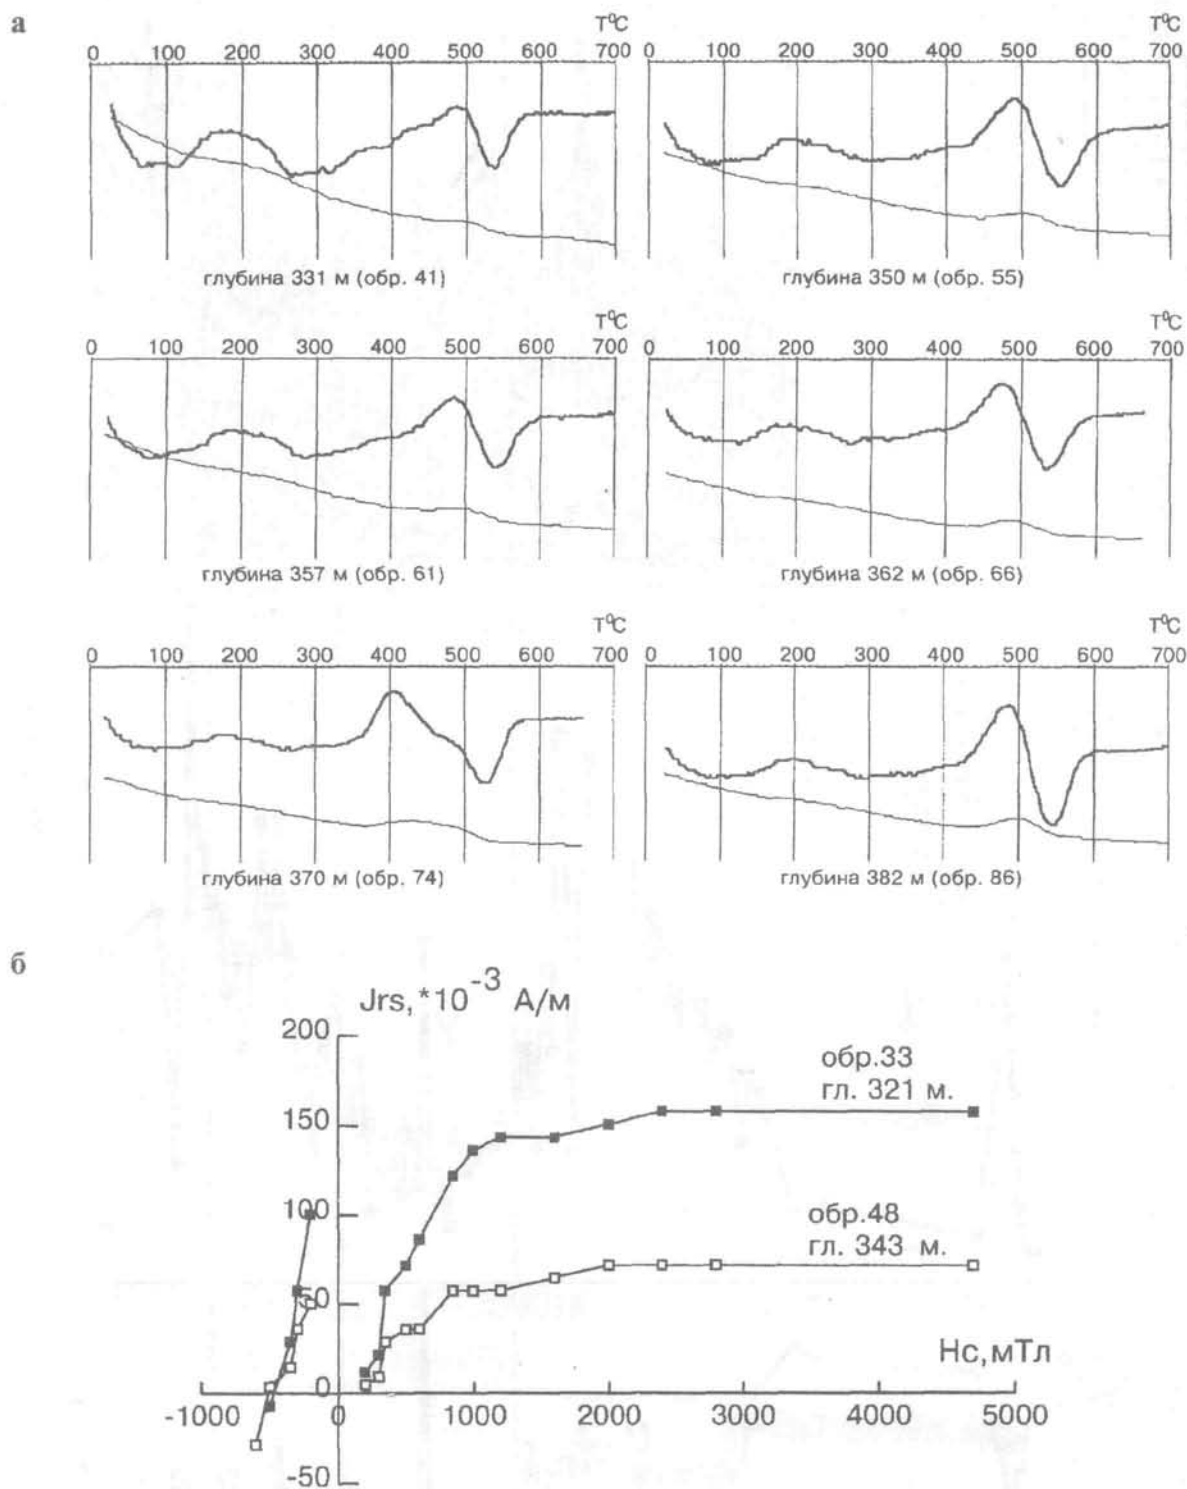 а
T°C T°C
0 100 200 300 400 500 600 700 0 100 200 300 400 500 600 700
глубина 331 м (обр. 41) глубина 350 м (обр. 55)
T°C T°C
0 100 200 300 400 500 600 700 0 100 200 300 400 500 600 700
глубина 357 м (обр. 61) глубина 362 м (обр. 66)
T°C T°C
0 100 200 300 400 500 600 700 0 100 200 300 400 500 600 700
глубина 370 м (обр. 74) глубина 382 м (обр. 86)
б
Jrs,*10⁻³ А/м
200
обр.33
гл. 321 м.
150
100
обр.48
гл. 343 м.
50
Hc,мТл
0
-1000 0 1000 2000 3000 4000 5000
-50